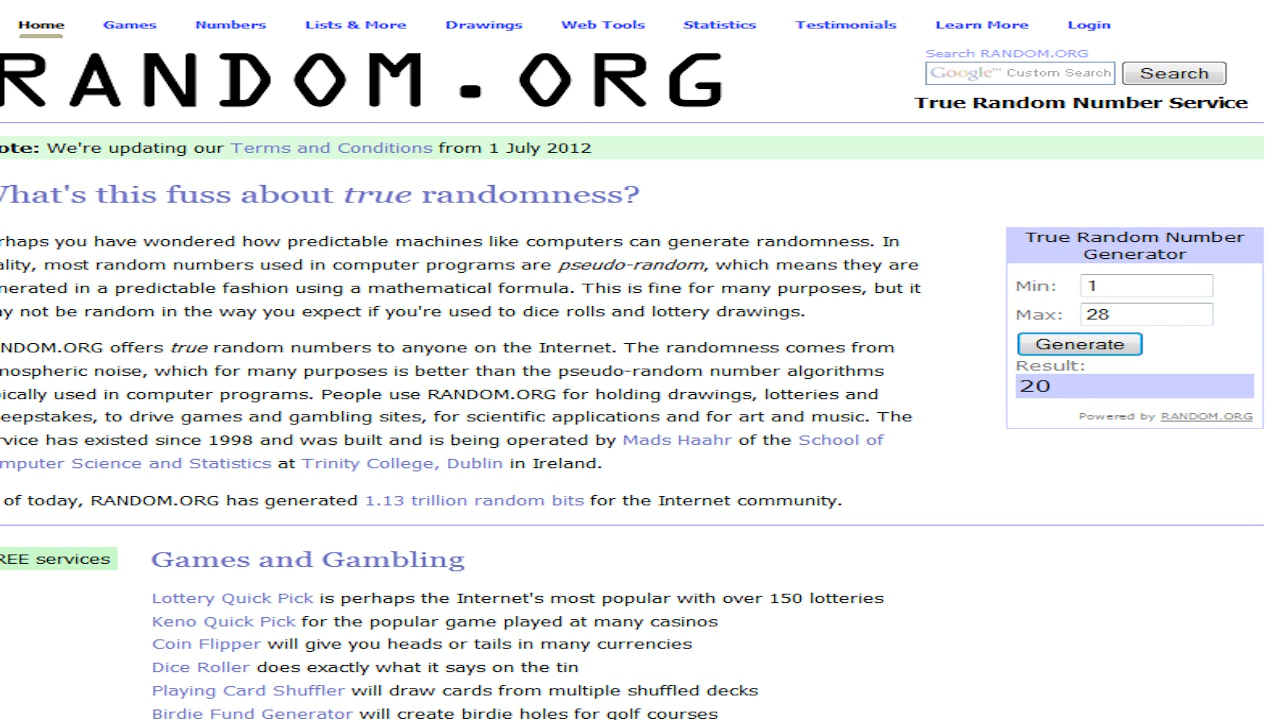 Home Games Numbers Lists & More Drawings Web Tools Statistics Testimonials Learn More Login
RANDOM.ORG
Search RANDOM.ORG
Google™ Custom Search Search
True Random Number Service
ote: We're updating our Terms and Conditions from 1 July 2012
What's this fuss about true randomness?
rhaps you have wondered how predictable machines like computers can generate randomness. In
ality, most random numbers used in computer programs are pseudo-random, which means they are
nerated in a predictable fashion using a mathematical formula. This is fine for many purposes, but it
ay not be random in the way you expect if you're used to dice rolls and lottery drawings.
NDOM.ORG offers true random numbers to anyone on the Internet. The randomness comes from
mospheric noise, which for many purposes is better than the pseudo-random number algorithms
pically used in computer programs. People use RANDOM.ORG for holding drawings, lotteries and
eepstakes, to drive games and gambling sites, for scientific applications and for art and music. The
rvice has existed since 1998 and was built and is being operated by Mads Haahr of the School of
mputer Science and Statistics at Trinity College, Dublin in Ireland.
of today, RANDOM.ORG has generated 1.13 trillion random bits for the Internet community.
True Random Number
Generator
Min: 1
Max: 28
Generate
Result:
20
Powered by RANDOM.ORG
REE services
Games and Gambling
Lottery Quick Pick is perhaps the Internet's most popular with over 150 lotteries
Keno Quick Pick for the popular game played at many casinos
Coin Flipper will give you heads or tails in many currencies
Dice Roller does exactly what it says on the tin
Playing Card Shuffler will draw cards from multiple shuffled decks
Birdie Fund Generator will create birdie holes for golf courses